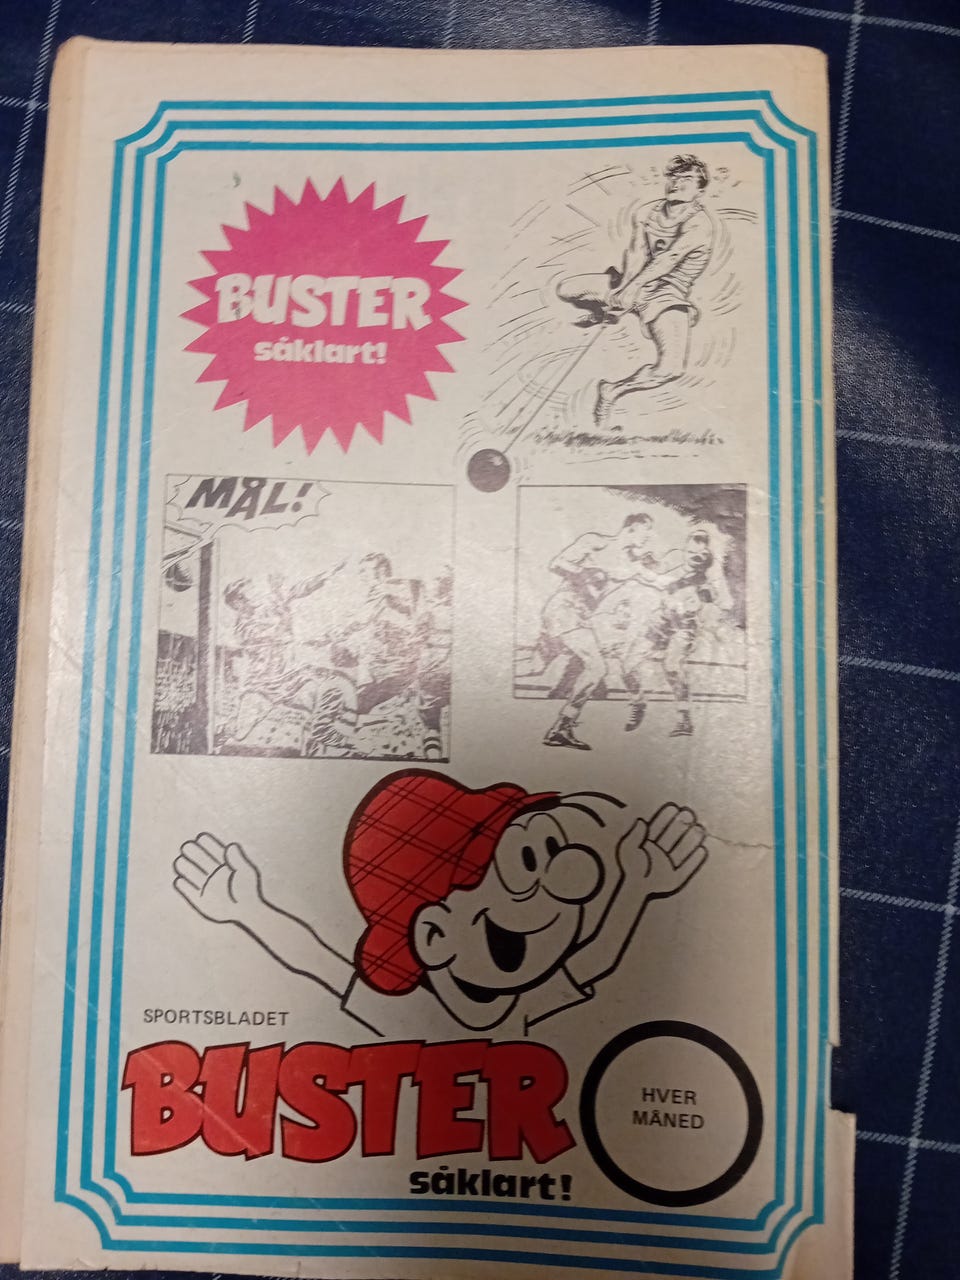 BUSTER
såklart!
MÅL!
SPORTSBLADET
BUSTER
HVER
MÅNED
såklart!